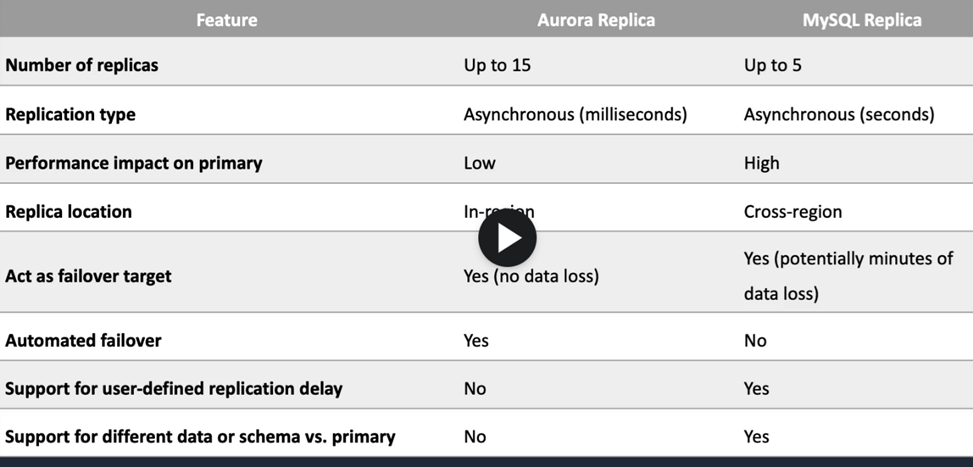 Feature Aurora Replica MySQL Replica
Number of replicas Up to 15 Up to 5
Replication type Asynchronous (milliseconds) Asynchronous (seconds)
Performance impact on primary Low High
Replica location In-region Cross-region
Act as failover target Yes (no data loss) Yes (potentially minutes of
data loss)
Automated failover Yes No
Support for user-defined replication delay No Yes
Support for different data or schema vs. primary No Yes